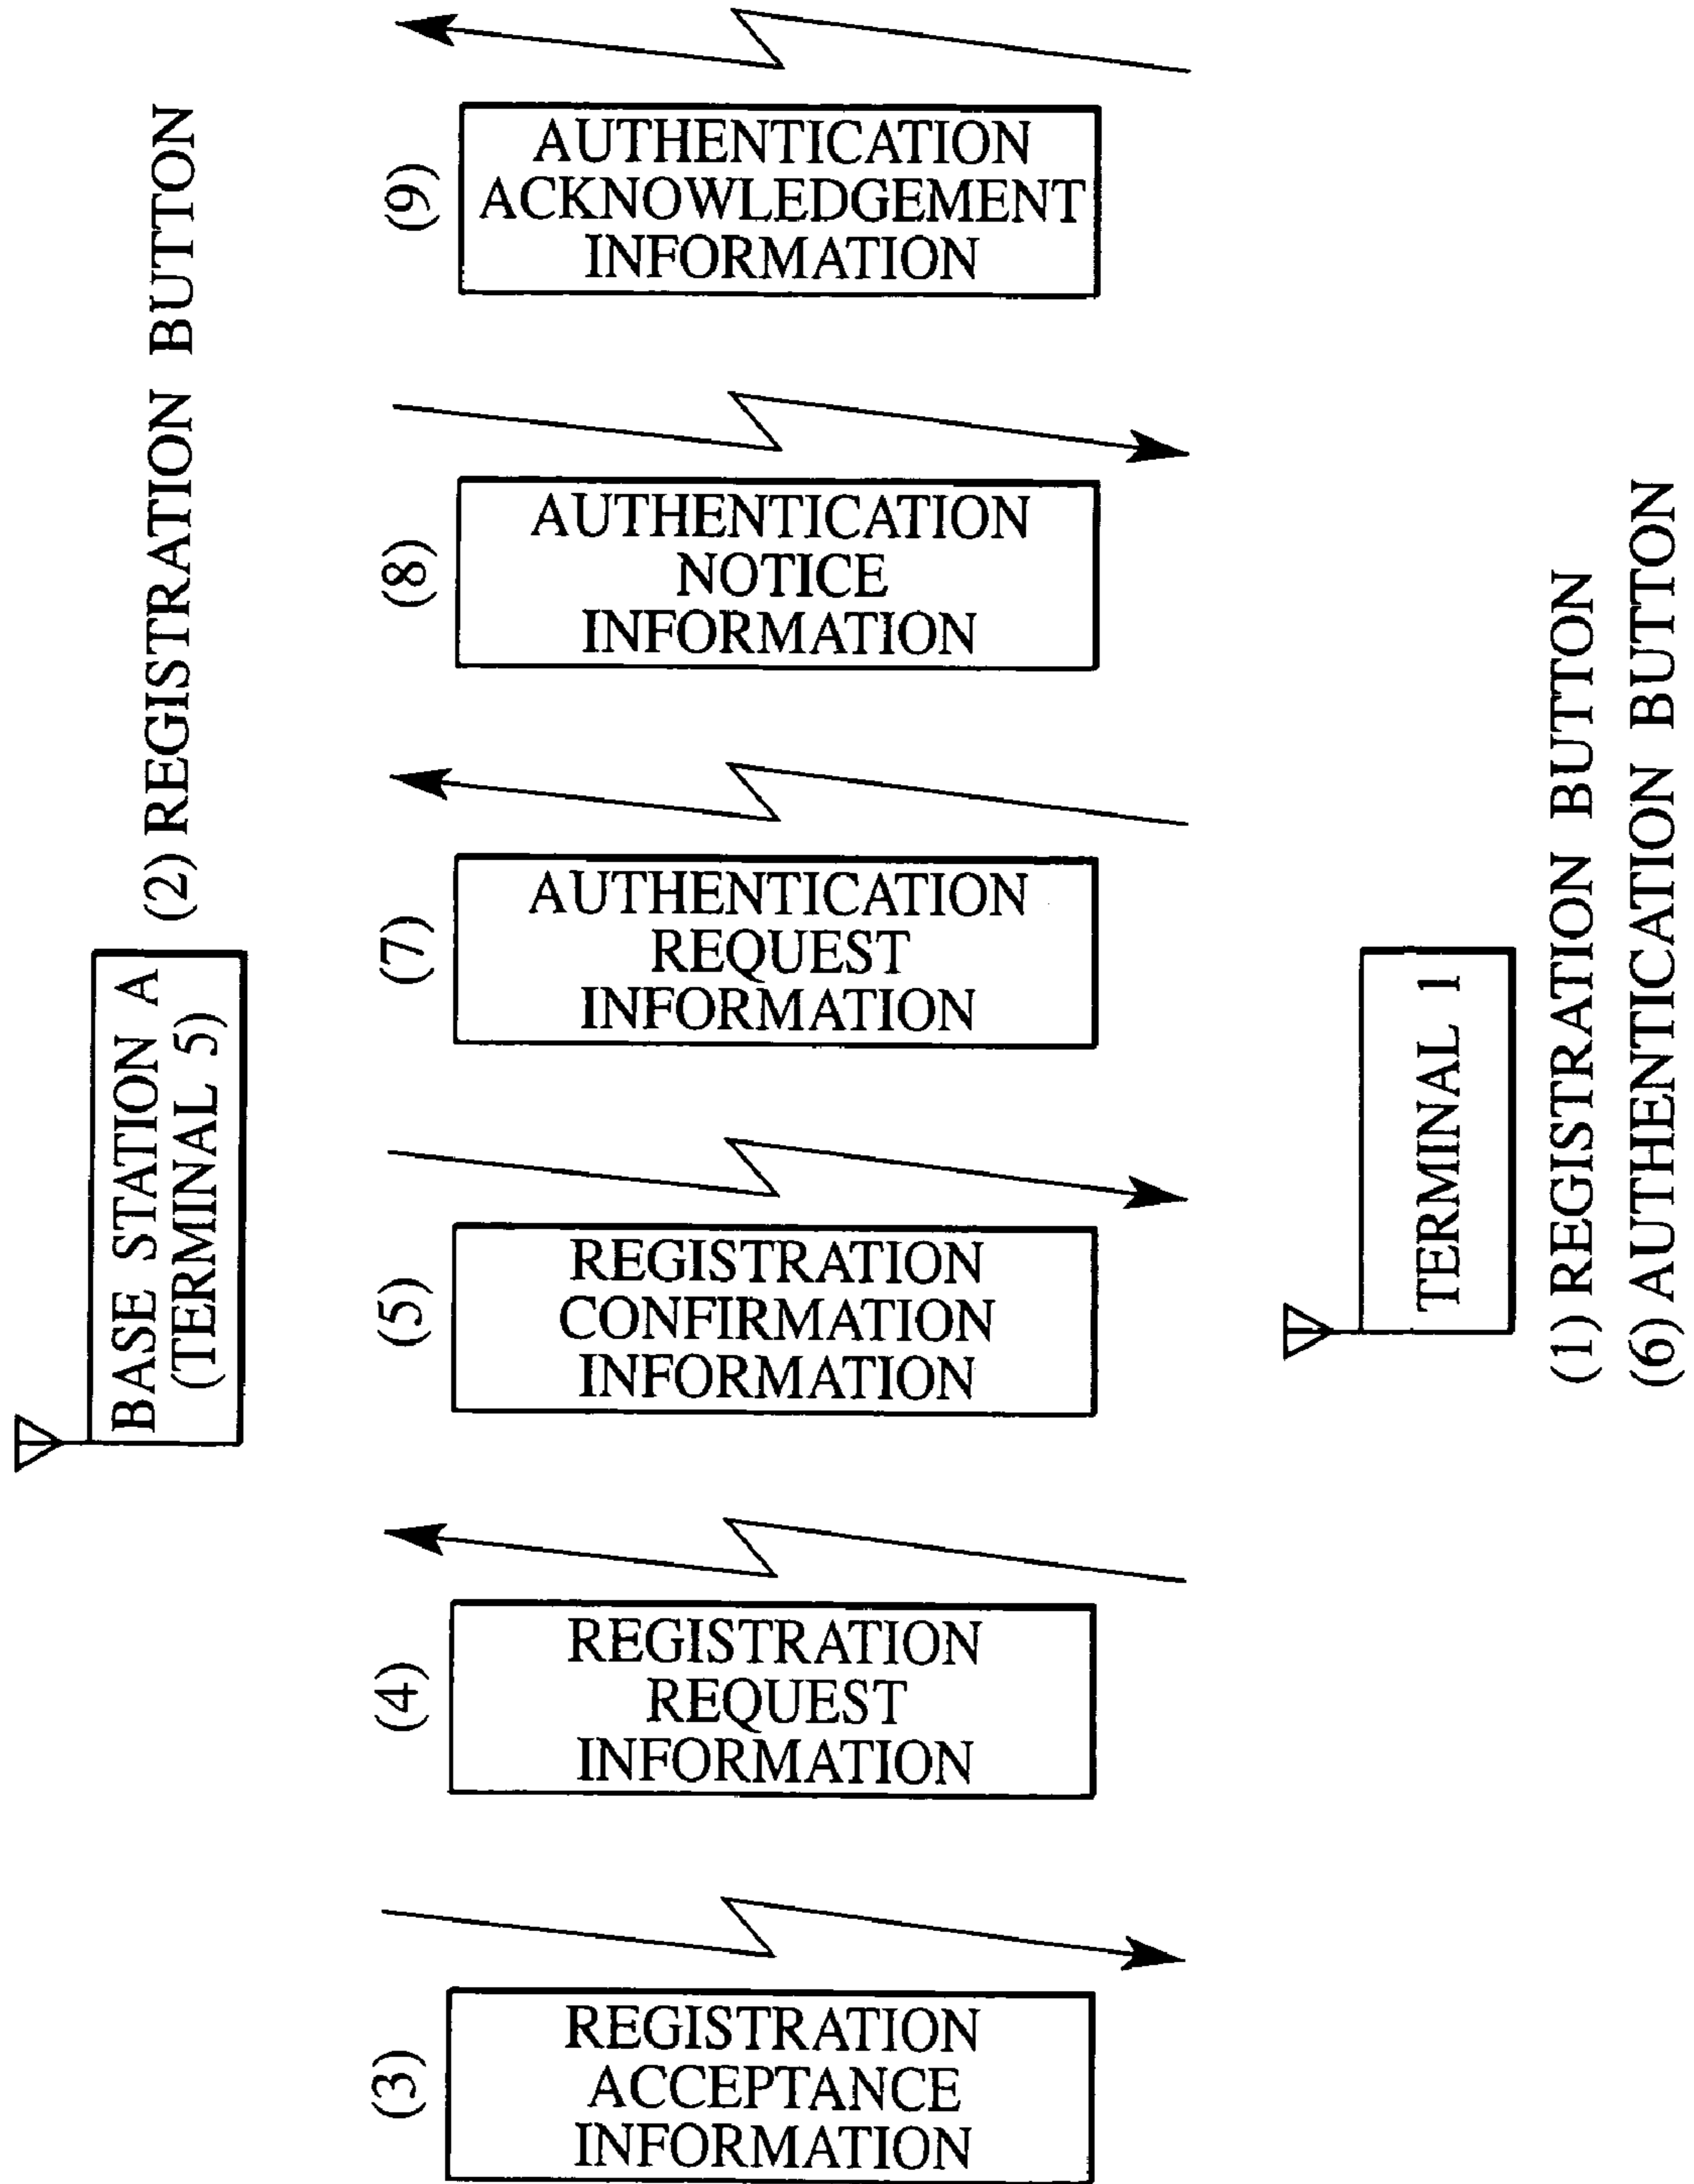 BASE STATION A
(TERMINAL 5)
(2) REGISTRATION BUTTON
(3)
REGISTRATION
ACCEPTANCE
INFORMATION
(4)
REGISTRATION
REQUEST
INFORMATION
(5)
REGISTRATION
CONFIRMATION
INFORMATION
(7)
AUTHENTICATION
REQUEST
INFORMATION
(8)
AUTHENTICATION
NOTICE
INFORMATION
(9)
AUTHENTICATION
ACKNOWLEDGEMENT
INFORMATION
TERMINAL 1
(1) REGISTRATION BUTTON
(6) AUTHENTICATION BUTTON